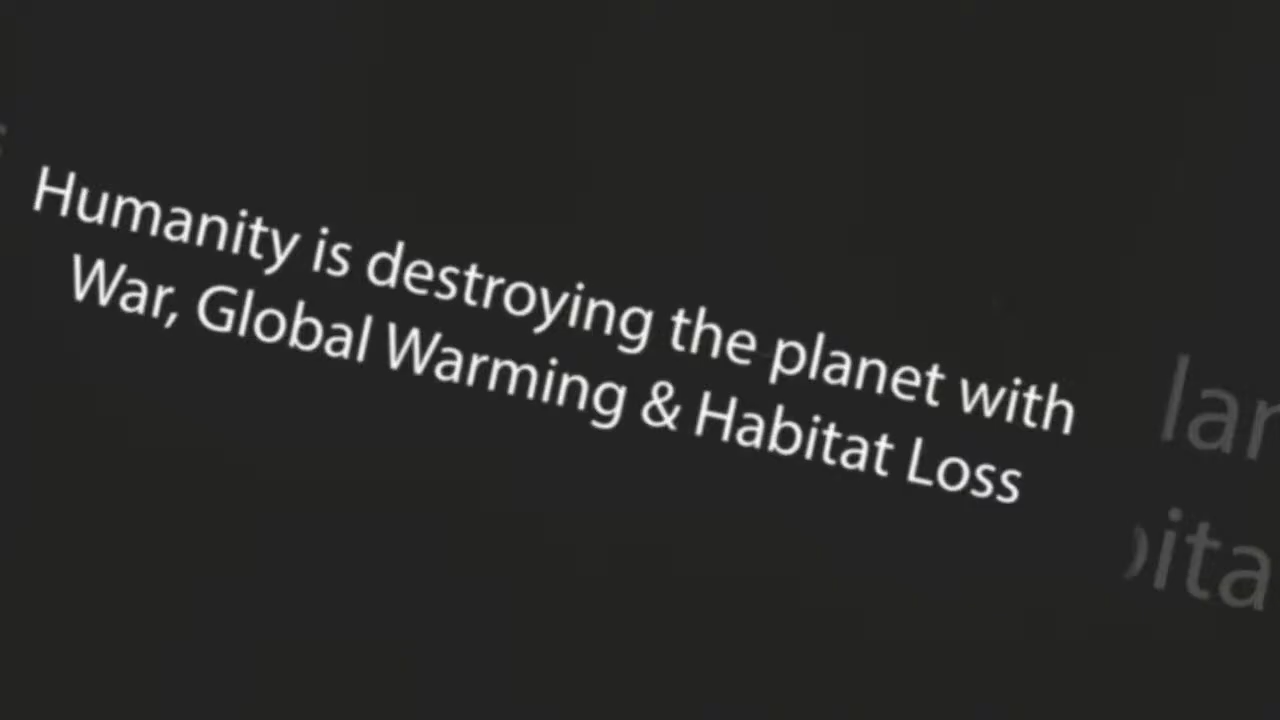 Humanity is destroying the planet with
War, Global Warming & Habitat Loss